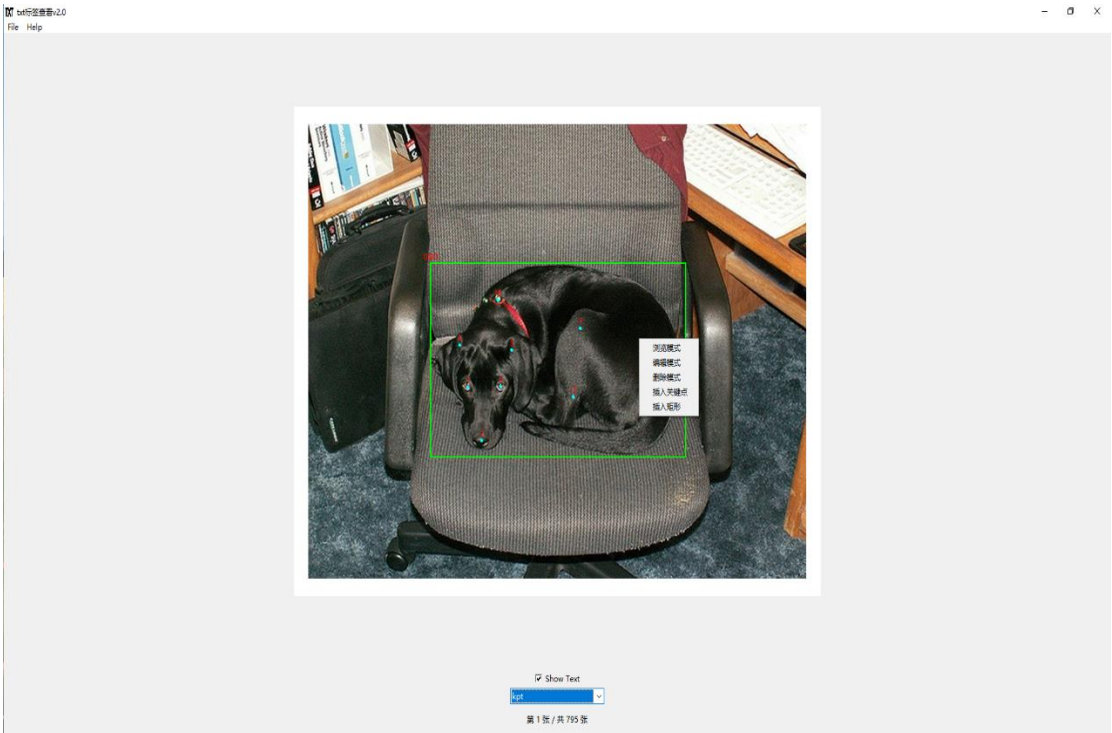 txt标签查看v2.0
File Help
浏览模式
编辑模式
删除模式
插入关键点
插入矩形
Show Text
kpt
第 1 张 / 共 795 张